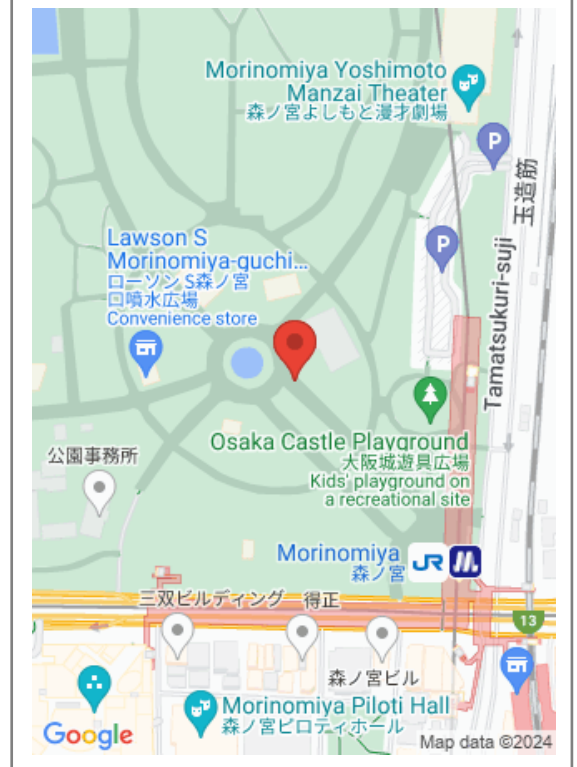 Morinomiya Yoshimoto
Manzai Theater
森ノ宮よしもと漫才劇場
P
玉造筋
P
Tamatsukuri-suji
Lawson S
Morinomiya-guchi...
ローソン S森ノ宮
口噴水広場
Convenience store
Osaka Castle Playground
大阪城遊具広場
Kids' playground on
a recreational site
公園事務所
Morinomiya
森ノ宮
JR
三双ビルディング
得正
13
森ノ宮ビル
Morinomiya Piloti Hall
森ノ宮ピロティホール
Google
Map data ©2024